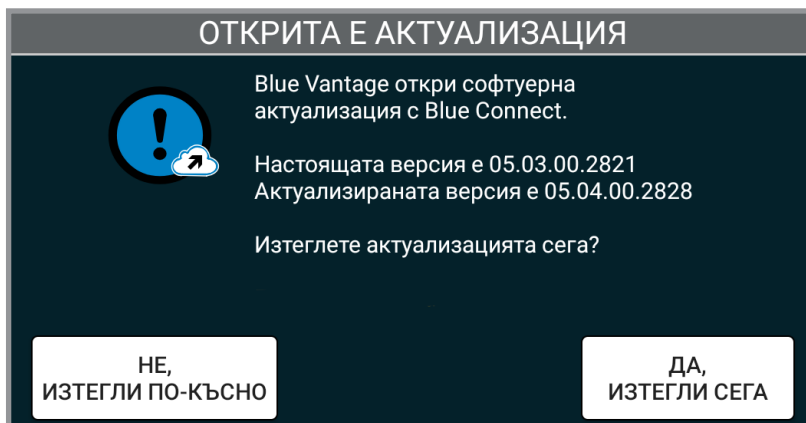 ОТКРИТА Е АКТУАЛИЗАЦИЯ
Blue Vantage откри софтуерна
актуализация с Blue Connect.
Настоящата версия е 05.03.00.2821
Актуализираната версия е 05.04.00.2828
Изтеглете актуализацията сега?
НЕ,
ИЗТЕГЛИ ПО-КЪСНО
ДА,
ИЗТЕГЛИ СЕГА